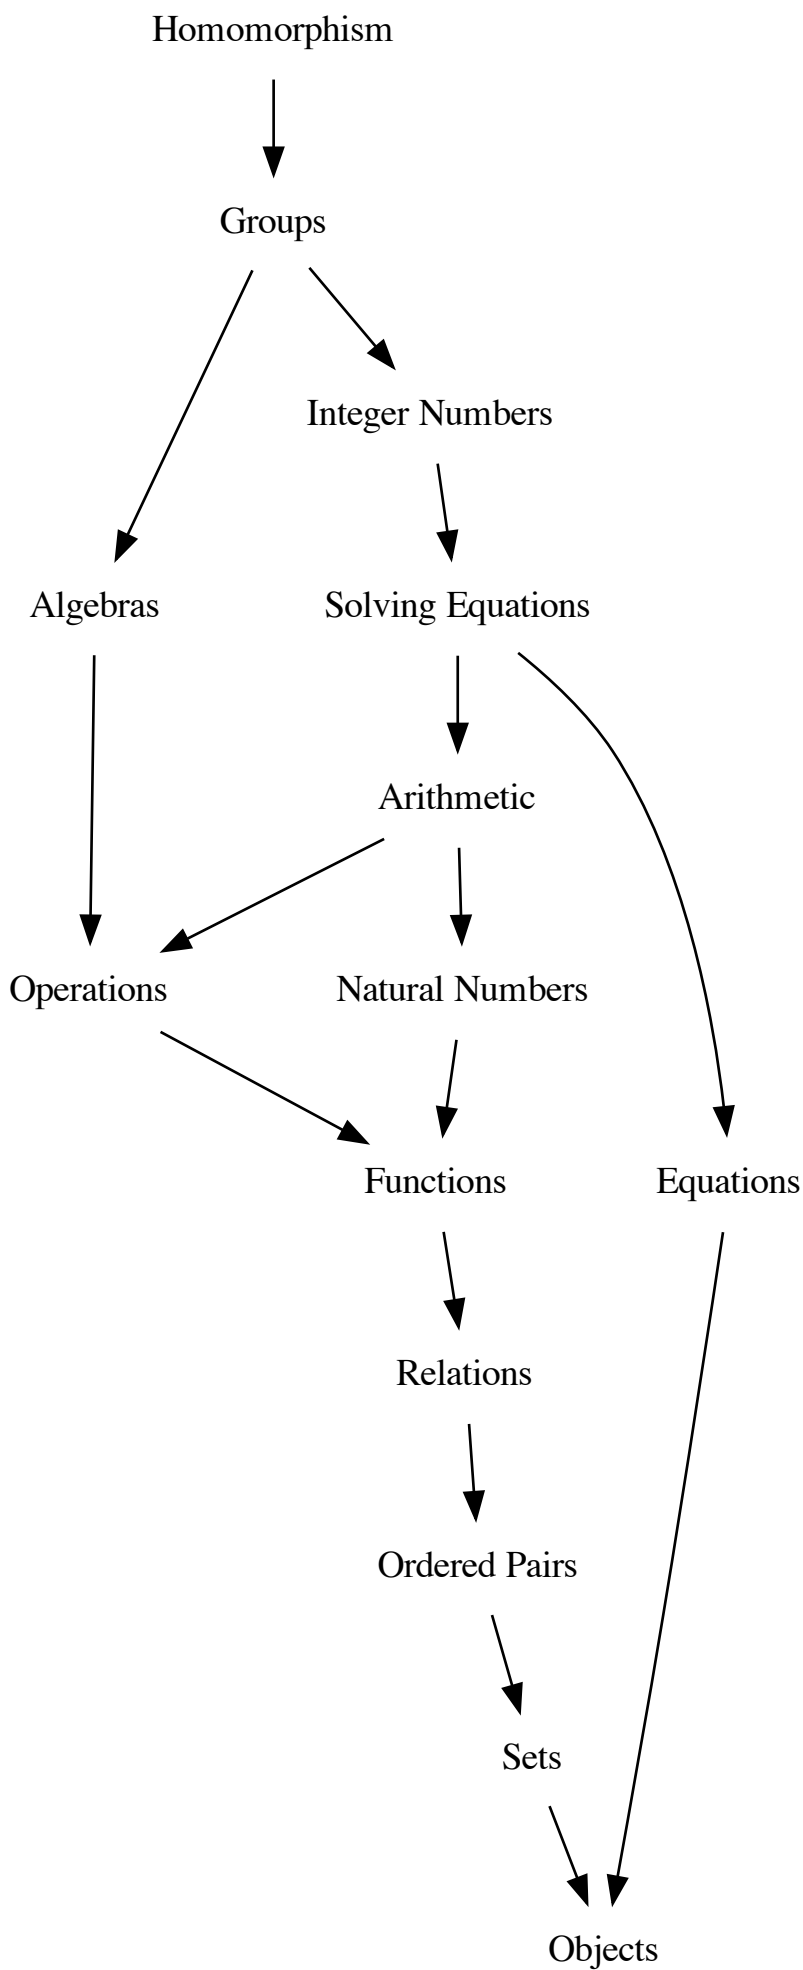 Homomorphism
Groups
Integer Numbers
Algebras
Solving Equations
Arithmetic
Operations
Natural Numbers
Functions
Equations
Relations
Ordered Pairs
Sets
Objects